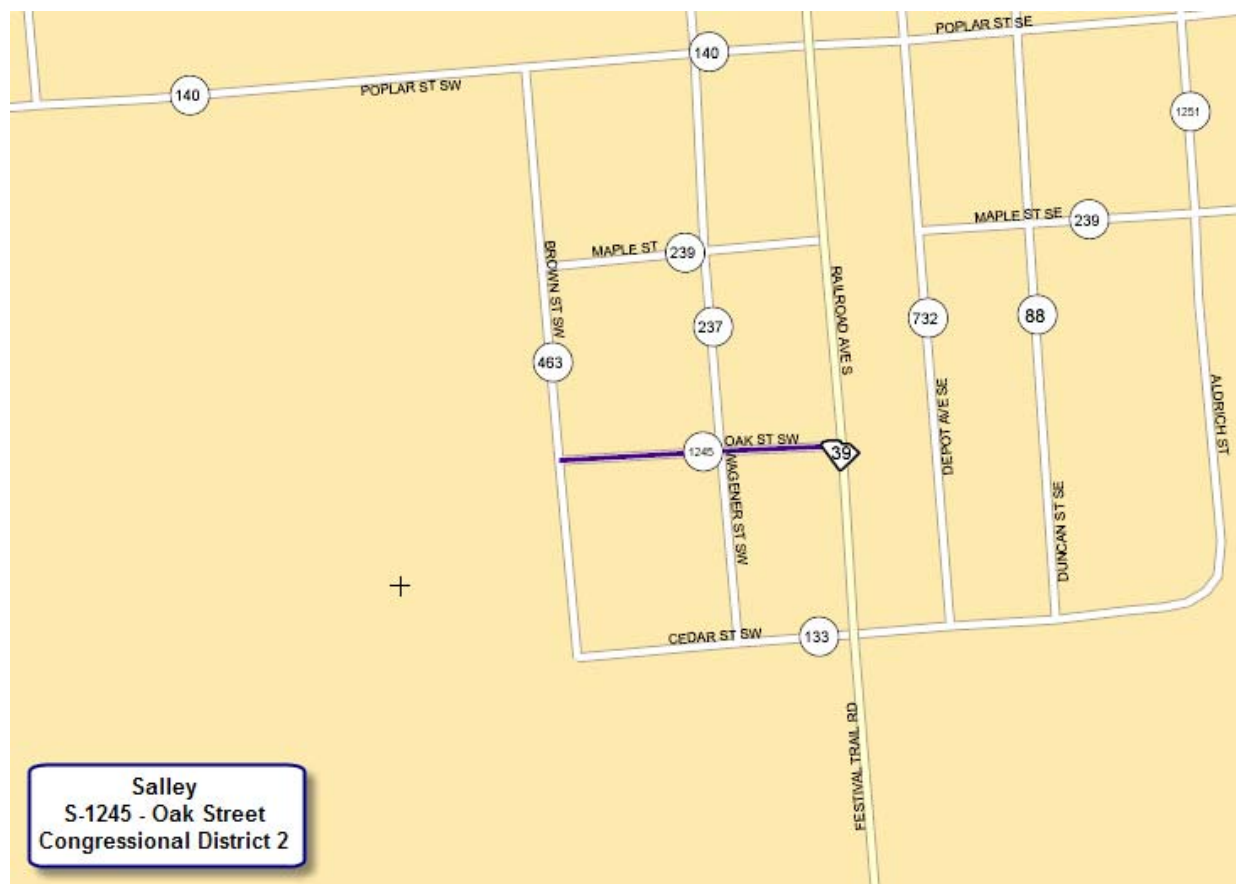 POPLAR ST SE
140
140
POPLAR ST SW
1251
MAPLE ST SE
239
MAPLE ST
239
BROWN ST SW
RAILROAD AVE S
237
732
88
463
ALDRICH ST
DEPOT AVE SE
OAK ST SW
1245
39
WAGENER ST SW
DUNCAN ST SE
CEDAR ST SW
133
FESTIVAL TRAIL RD
Salley
S-1245 - Oak Street
Congressional District 2